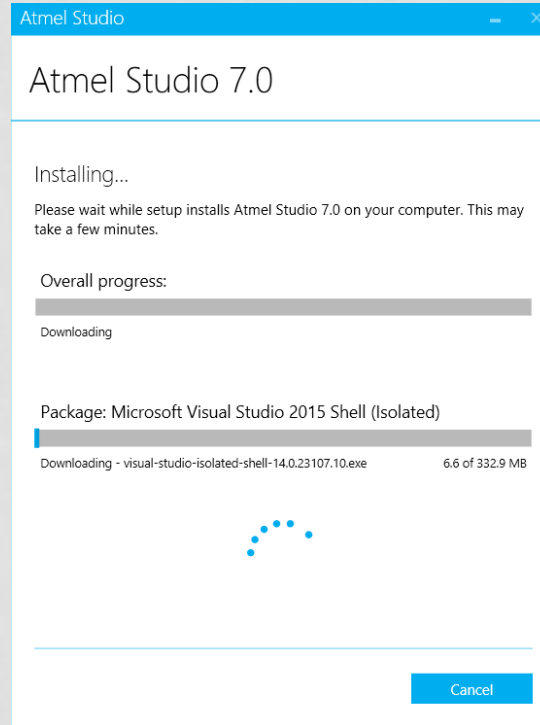 Atmel Studio
Atmel Studio 7.0
Installing...
Please wait while setup installs Atmel Studio 7.0 on your computer. This may
take a few minutes.
Overall progress:
Downloading
Package: Microsoft Visual Studio 2015 Shell (Isolated)
Downloading - visual-studio-isolated-shell-14.0.23107.10.exe 6.6 of 332.9 MB
Cancel